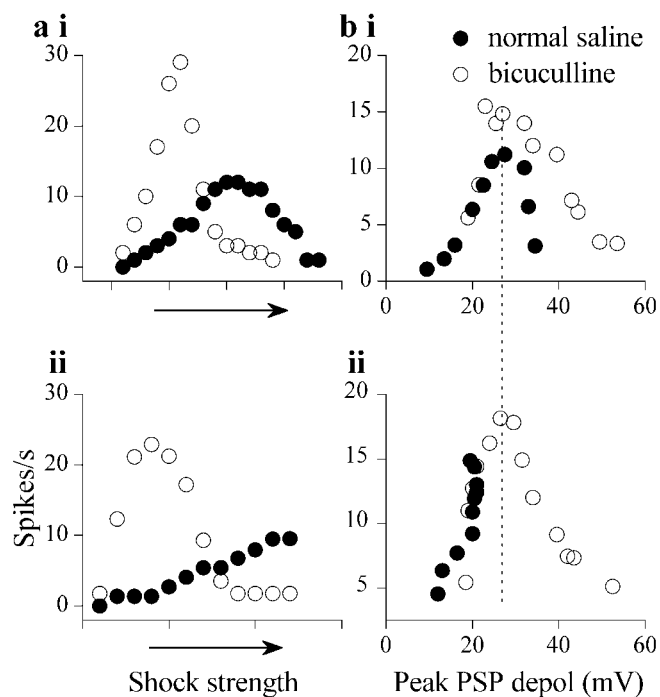 a i
b i
normal saline
bicuculline
30
20
10
0
20
15
10
5
0
0 20 40 60
ii
ii
30
20
10
0
20
15
10
5
0 20 40 60
Spikes/s
Shock strength
Peak PSP depol (mV)